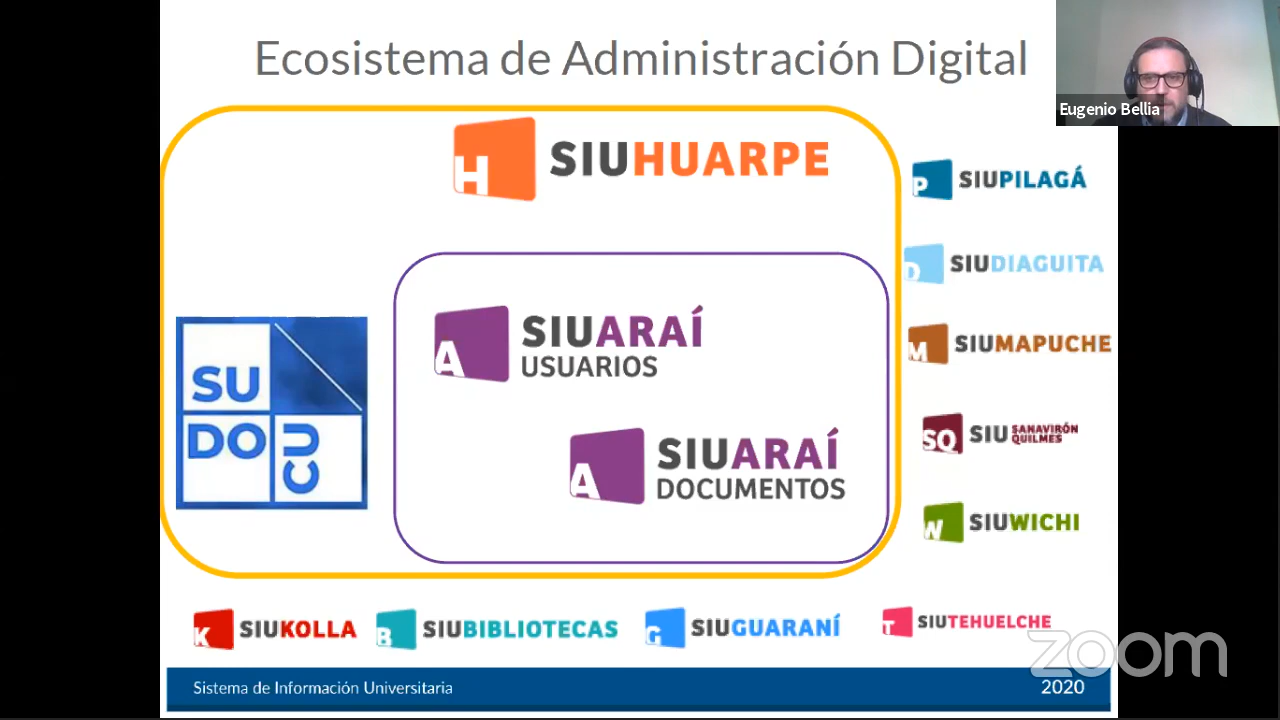 Ecosistema de Administración Digital
Eugenio Bellia
H SIUHUARPE
P SIUPILAGÁ
D SIUDIAGUITA
A SIUARAÍ
USUARIOS
M SIUMAPUCHE
SU
DO
CU
A SIUARAÍ
DOCUMENTOS
SQ SIU SANAVIRÓN
QUILMES
W SIUWICHI
K SIUKOLLA
B SIUBIBLIOTECAS
G SIUGUARANÍ
T SIUTEHUELCHE
zoom
Sistema de Información Universitaria
2020